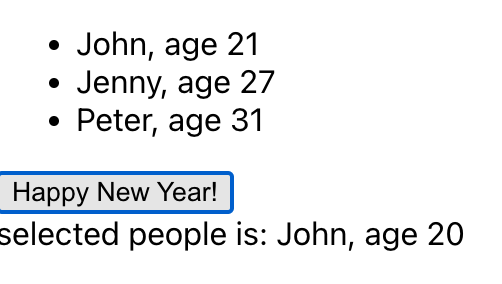 John, age 21
Jenny, age 27
Peter, age 31
Happy New Year!
selected people is: John, age 20